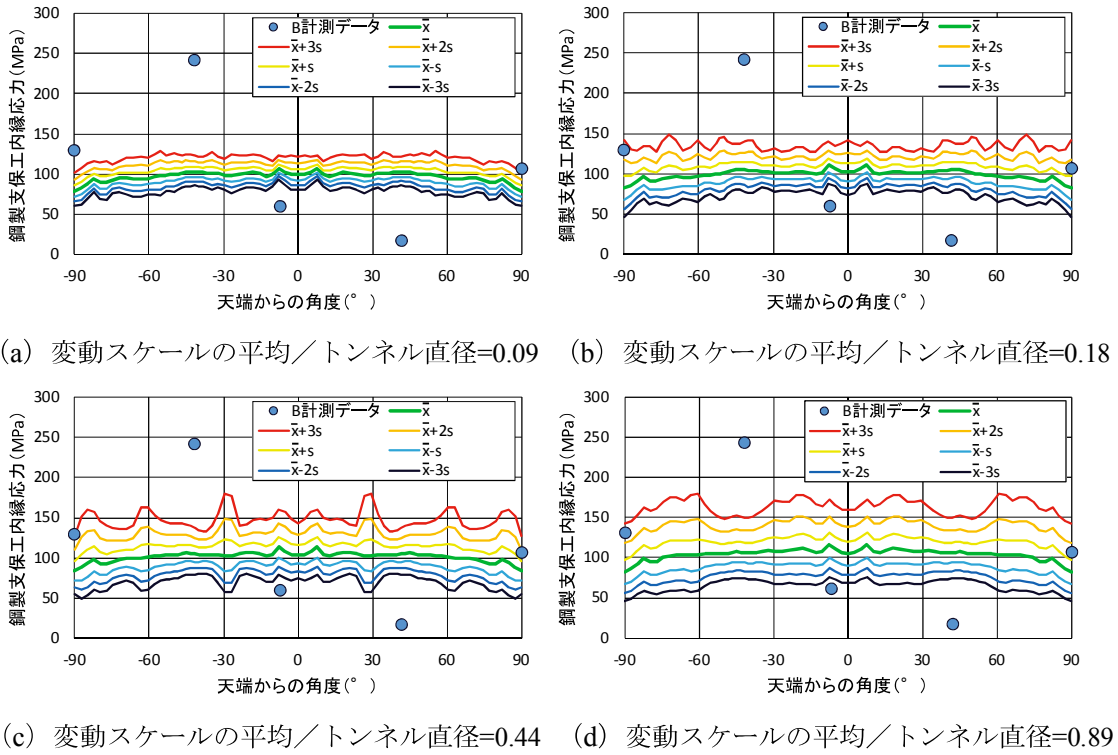 鋼製支保工内縁応力(MPa)
300
250
200
150
100
50
0
B計測データ
x̄
x̄+3s
x̄+2s
x̄+s
x̄-s
x̄-2s
x̄-3s
-90 -60 -30 0 30 60 90
天端からの角度(°)
(a) 変動スケールの平均／トンネル直径=0.09
鋼製支保工内縁応力(MPa)
300
250
200
150
100
50
0
B計測データ
x̄
x̄+3s
x̄+2s
x̄+s
x̄-s
x̄-2s
x̄-3s
-90 -60 -30 0 30 60 90
天端からの角度(°)
(b) 変動スケールの平均／トンネル直径=0.18
鋼製支保工内縁応力(MPa)
300
250
200
150
100
50
0
B計測データ
x̄
x̄+3s
x̄+2s
x̄+s
x̄-s
x̄-2s
x̄-3s
-90 -60 -30 0 30 60 90
天端からの角度(°)
(c) 変動スケールの平均／トンネル直径=0.44
鋼製支保工内縁応力(MPa)
300
250
200
150
100
50
0
B計測データ
x̄
x̄+3s
x̄+2s
x̄+s
x̄-s
x̄-2s
x̄-3s
-90 -60 -30 0 30 60 90
天端からの角度(°)
(d) 変動スケールの平均／トンネル直径=0.89